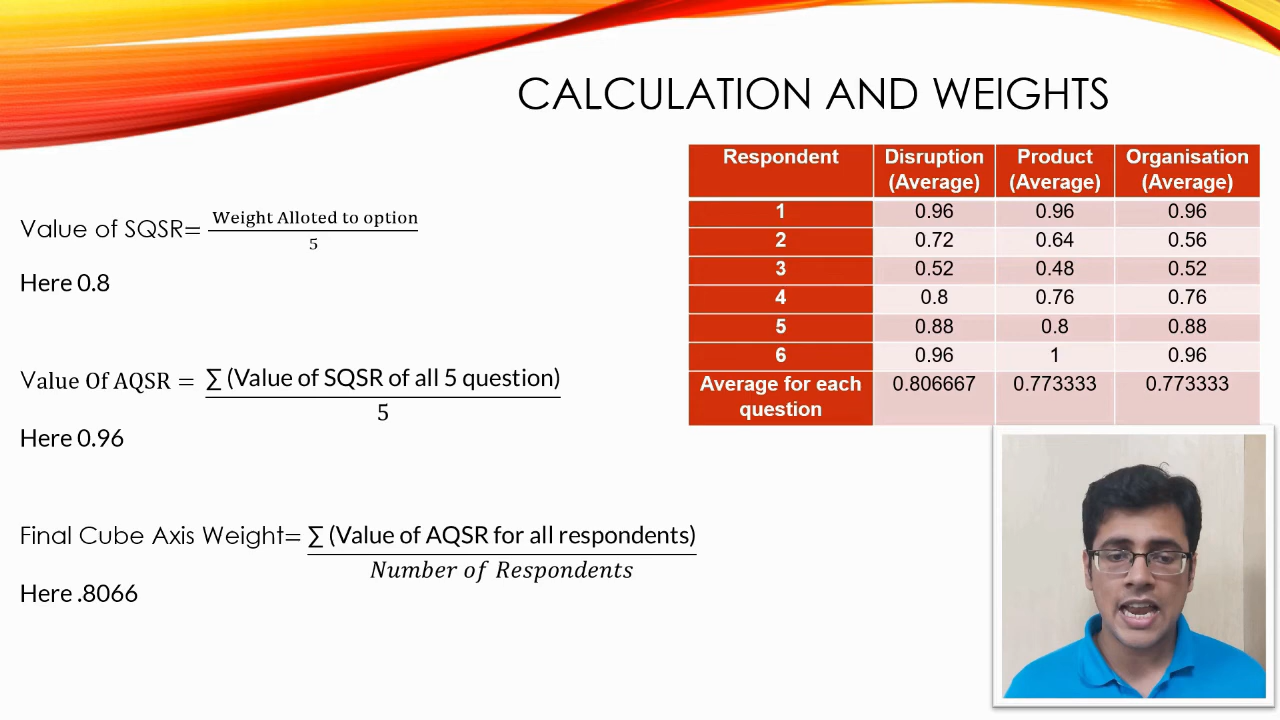 CALCULATION AND WEIGHTS
Value of SQSR= Weight Alloted to option
5
Here 0.8
Value Of AQSR = ∑ (Value of SQSR of all 5 question)
5
Here 0.96
Final Cube Axis Weight= ∑ (Value of AQSR for all respondents)
Number of Respondents
Here .8066
Respondent Disruption Product Organisation
(Average) (Average) (Average)
1 0.96 0.96 0.96
2 0.72 0.64 0.56
3 0.52 0.48 0.52
4 0.8 0.76 0.76
5 0.88 0.8 0.88
6 0.96 1 0.96
Average for each 0.806667 0.773333 0.773333
question